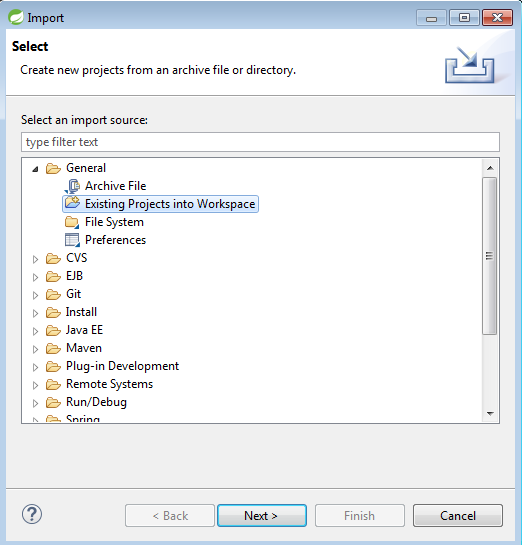 Import
Select
Create new projects from an archive file or directory.
Select an import source:
type filter text
General
Archive File
Existing Projects into Workspace
File System
Preferences
CVS
EJB
Git
Install
Java EE
Maven
Plug-in Development
Remote Systems
Run/Debug
Spring
< Back
Next >
Finish
Cancel